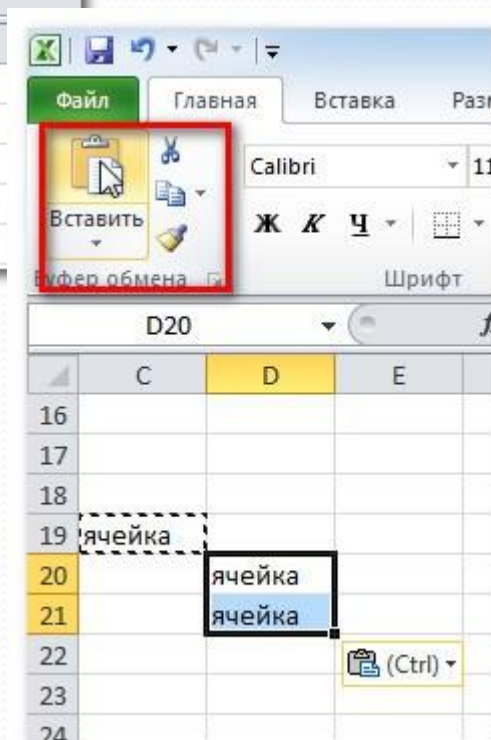 Файл Главная Вставка
Вставить
Calibri 11
Ж К Ч
Буфер обмена Шрифт
D20
C D E
16
17
18
19 ячейка
20 ячейка
21 ячейка
22 (Ctrl)
23
24